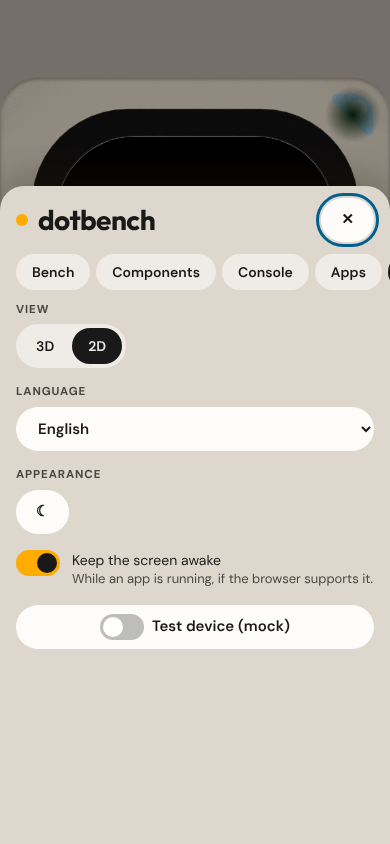 dotbench
×
Bench
Components
Console
Apps
VIEW
3D
2D
LANGUAGE
English
APPEARANCE
Keep the screen awake
While an app is running, if the browser supports it.
Test device (mock)